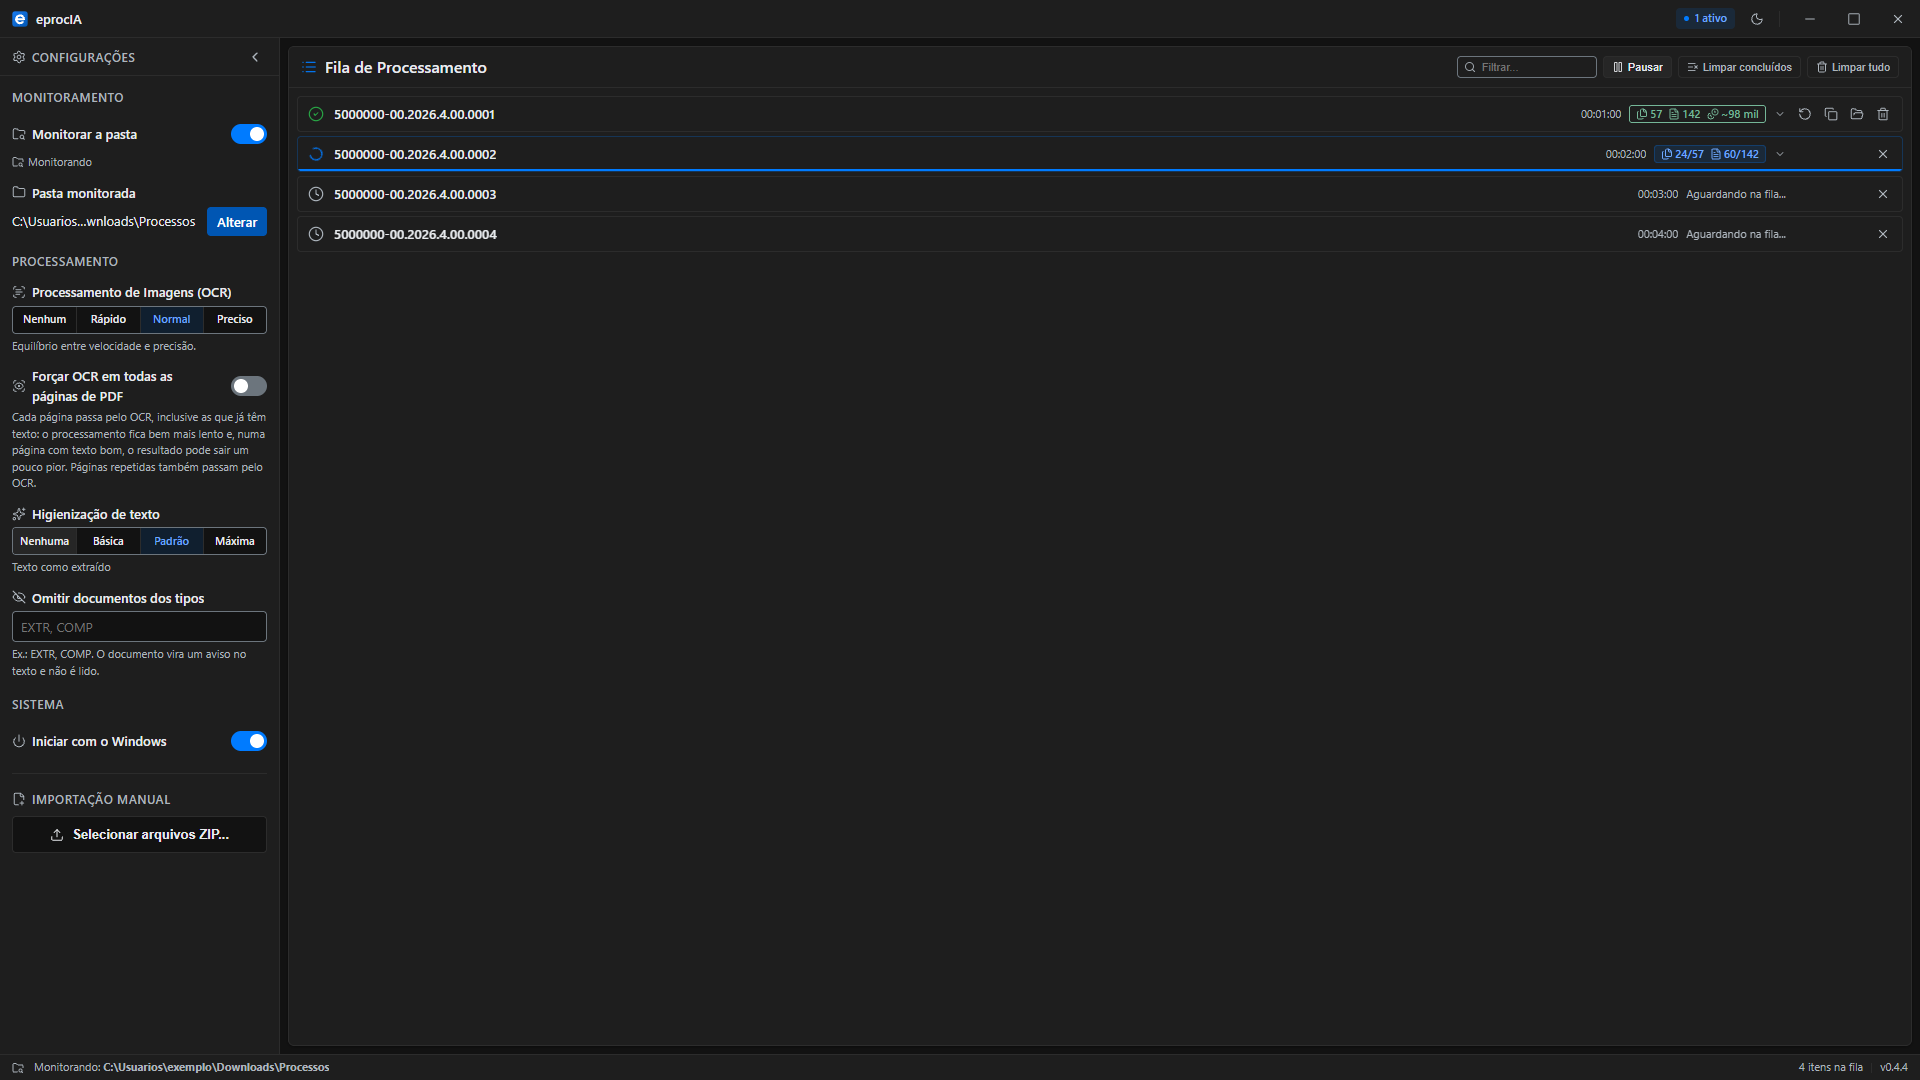 eprocIA
1 ativo
CONFIGURAÇÕES
MONITORAMENTO
Monitorar a pasta
Monitorando
Pasta monitorada
C:\Usuarios...wnloads\Processos
Alterar
PROCESSAMENTO
Processamento de Imagens (OCR)
Nenhum Rápido Normal Preciso
Equilíbrio entre velocidade e precisão.
Forçar OCR em todas as
páginas de PDF
Cada página passa pelo OCR, inclusive as que já têm
texto: o processamento fica bem mais lento e, numa
página com texto bom, o resultado pode sair um
pouco pior. Páginas repetidas também passam pelo
OCR.
Higienização de texto
Nenhuma Básica Padrão Máxima
Texto como extraído
Omitir documentos dos tipos
EXTR, COMP
Ex.: EXTR, COMP. O documento vira um aviso no
texto e não é lido.
SISTEMA
Iniciar com o Windows
IMPORTAÇÃO MANUAL
Selecionar arquivos ZIP...
Fila de Processamento
Filtrar...
Pausar
Limpar concluídos
Limpar tudo
5000000-00.2026.4.00.0001 00:01:00 57 142 ~98 mil
5000000-00.2026.4.00.0002 00:02:00 24/57 60/142
5000000-00.2026.4.00.0003 00:03:00 Aguardando na fila...
5000000-00.2026.4.00.0004 00:04:00 Aguardando na fila...
Monitorando: C:\Usuarios\exemplo\Downloads\Processos
4 itens na fila v0.4.4